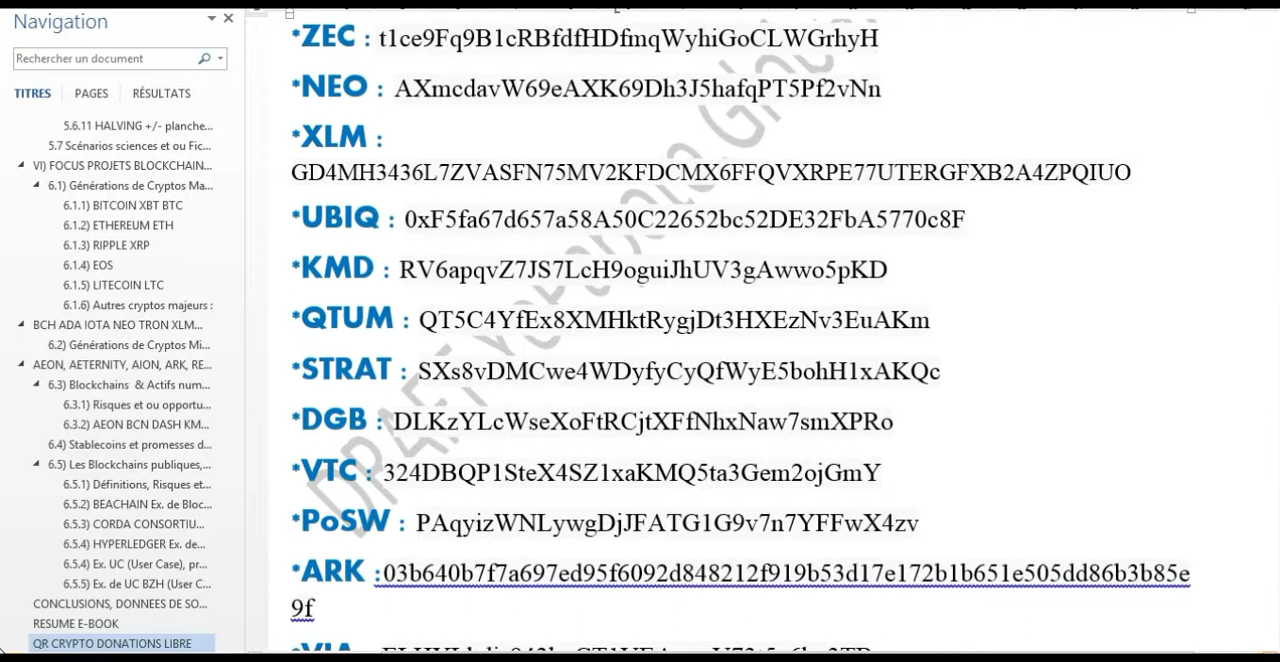 Navigation
Rechercher un document
TITRES PAGES RÉSULTATS
5.6.11 HALVING +/- planche...
5.7 Scénarios sciences et ou Fic...
VI) FOCUS PROJETS BLOCKCHAIN...
6.1) Générations de Cryptos Ma...
6.1.1) BITCOIN XBT BTC
6.1.2) ETHEREUM ETH
6.1.3) RIPPLE XRP
6.1.4) EOS
6.1.5) LITECOIN LTC
6.1.6) Autres cryptos majeurs :
BCH ADA IOTA NEO TRON XLM...
6.2) Générations de Cryptos Mi...
AEON, AETERNITY, AION, ARK, RE...
6.3) Blockchains & Actifs num...
6.3.1) Risques et ou opportu...
6.3.2) AEON BCN DASH KM...
6.4) Stablecoins et promesses d...
6.5) Les Blockchains publiques,...
6.5.1) Définitions, Risques et...
6.5.2) BEACHAIN Ex. de Bloc...
6.5.3) CORDA CONSORTIU...
6.5.4) HYPERLEDGER Ex. de...
6.5.4) Ex. UC (User Case), pr...
6.5.5) Ex. de UC BZH (User C...
CONCLUSIONS, DONNEES DE SO...
RESUME E-BOOK
QR CRYPTO DONATIONS LIBRE
*ZEC : t1ce9Fq9B1cRBfdfHDfmqWyhiGoCLWGrhyH
*NEO : AXmcdavW69eAXK69Dh3J5hafqPT5Pf2vNn
*XLM :
GD4MH3436L7ZVASFN75MV2KFDCMX6FFQVXRPE77UTERGFXB2A4ZPQIUO
*UBIQ : 0xF5fa67d657a58A50C22652bc52DE32FbA5770c8F
*KMD : RV6apqvZ7JS7LcH9oguiJhUV3gAwwo5pKD
*QTUM : QT5C4YfEx8XMHktRygjDt3HXEzNv3EuAKm
*STRAT : SXs8vDMCwe4WDyfyCyQfWyE5bohH1xAKQc
*DGB : DLKzYLcWseXoFtRCjtXFfNhxNaw7smXPRo
*VTC : 324DBQP1SteX4SZ1xaKMQ5ta3Gem2ojGmY
*PoSW : PAqyizWNLywgDjJFATG1G9v7n7YFFwX4zv
*ARK :03b640b7f7a697ed95f6092d848212f919b53d17e172b1b651e505dd86b3b85e
9f
*VIA :